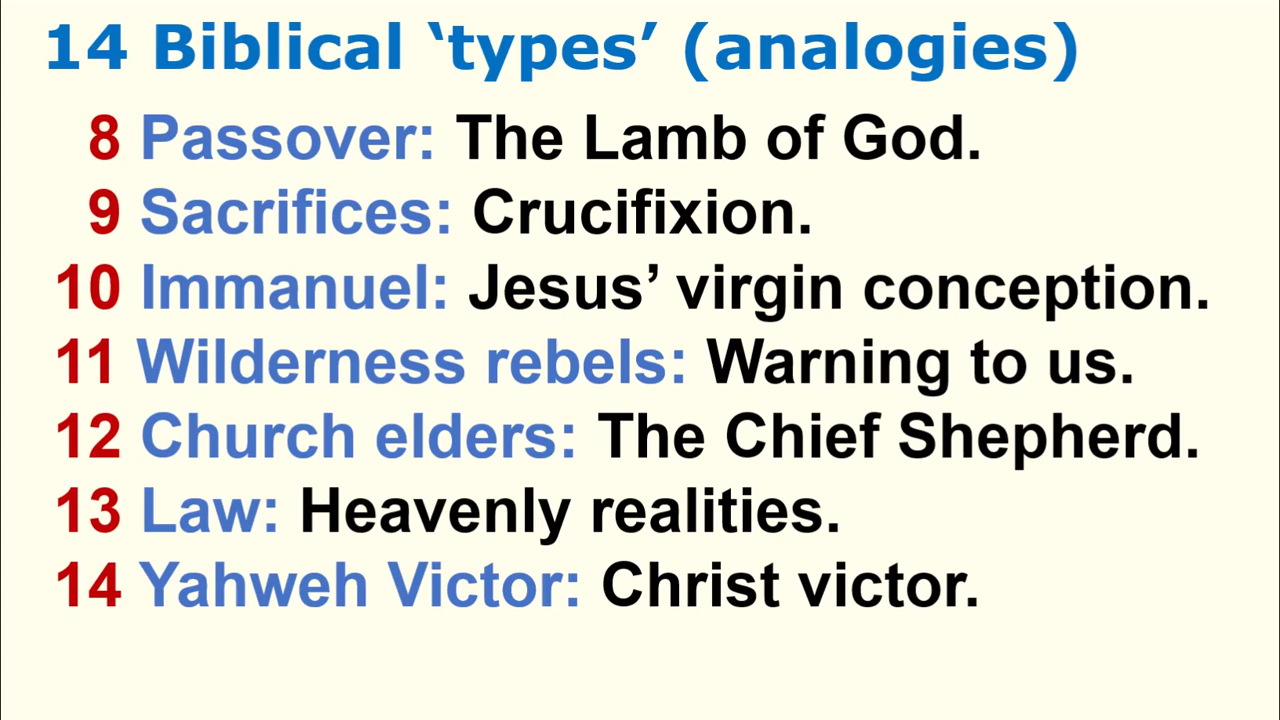 14 Biblical ‘types’ (analogies)
8 Passover: The Lamb of God.
9 Sacrifices: Crucifixion.
10 Immanuel: Jesus’ virgin conception.
11 Wilderness rebels: Warning to us.
12 Church elders: The Chief Shepherd.
13 Law: Heavenly realities.
14 Yahweh Victor: Christ victor.